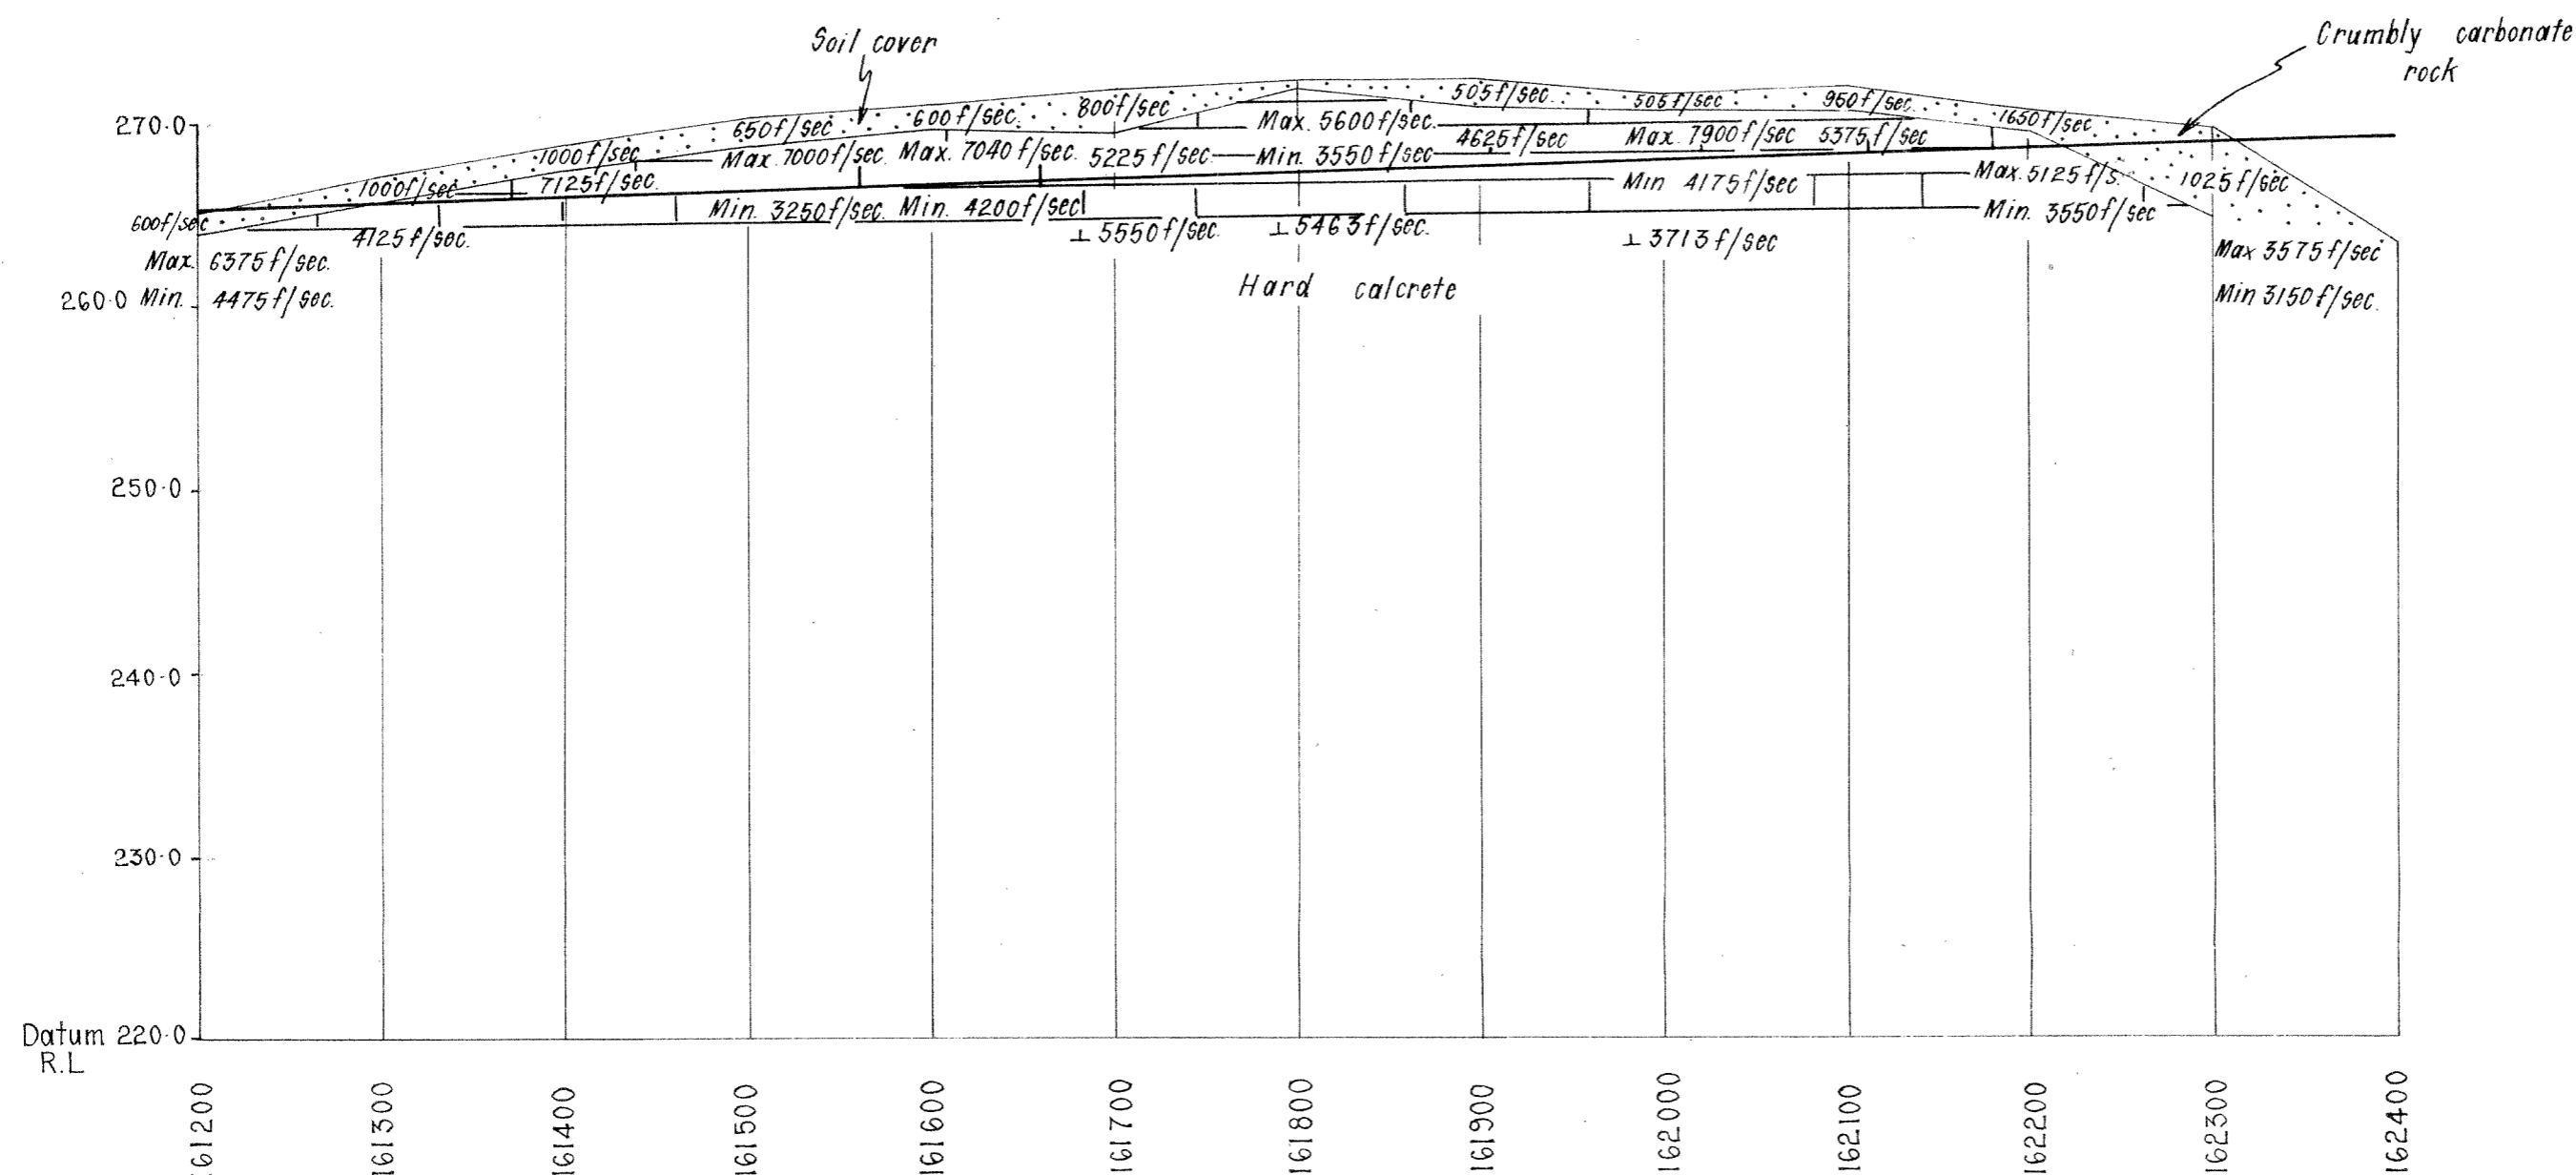 Soil cover
Crumbly carbonate
rock
270·0
600f/sec
1000f/sec
1000f/sec
650f/sec
600f/sec.
800f/sec
505f/sec.
505f/sec
950f/sec.
1650f/sec
1025f/sec
7125f/sec.
Max. 7000f/sec.
Max. 7040f/sec.
5225f/sec
Max. 5600f/sec.
Min. 3550f/sec
4625f/sec
Max. 7900f/sec
5375f/sec
Max. 5125f/s.
4125f/sec.
Min. 3250f/sec.
Min. 4200f/sec
⊥ 5550f/sec.
⊥ 5463f/sec.
Min 4175f/sec
⊥ 3713f/sec
Min. 3550f/sec
Max. 6375f/sec.
Min. 4475f/sec.
Max 3575f/sec
Min 3150f/sec.
Hard calcrete
260·0
250·0
240·0
230·0
Datum 220·0
R.L
161200
161300
161400
161500
161600
161700
161800
161900
162000
162100
162200
162300
162400